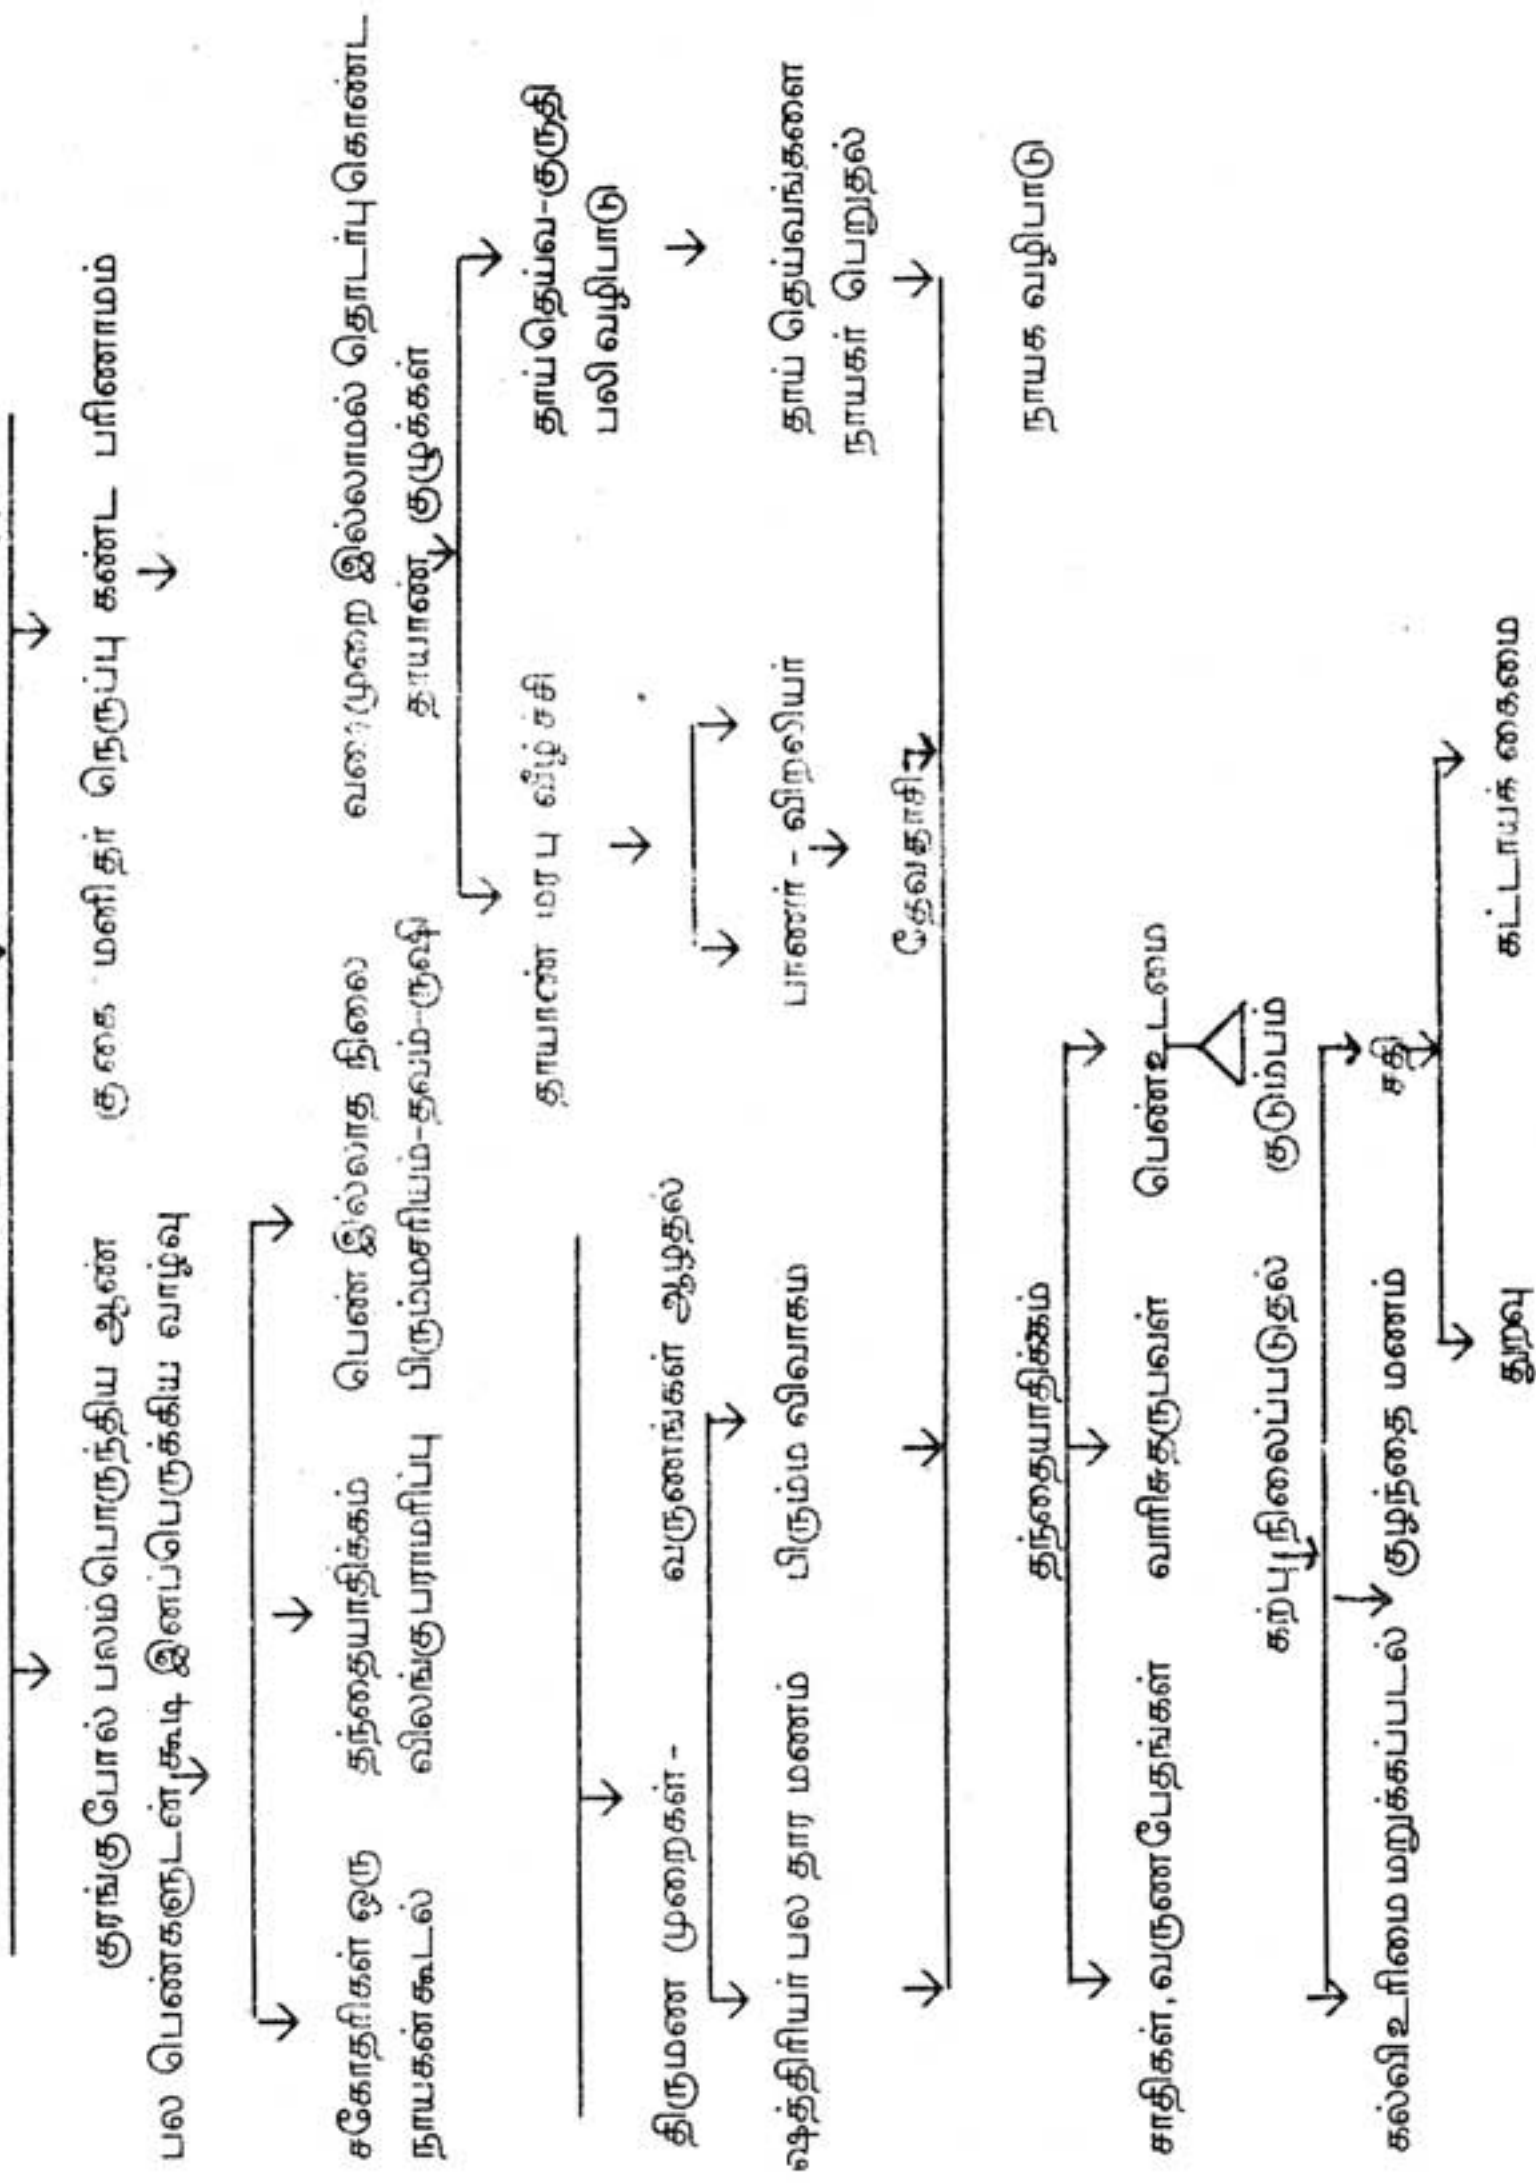 குரங்குபோல் பலம்பொருந்திய ஆண்
பல பெண்களுடன் கூடி இனப்பெருக்கிய வாழ்வு
குகை மனிதர் நெருப்பு கண்ட பரிணாமம்
சகோதரிகள் ஒரு
நாயகன்கூடல்
தந்தையாதிக்கம்
விலங்குபராமரிப்பு
பெண் இல்லாத நிலை
பிரும்மசரியம்-தவம்-ருஷி
வரைமுறை இல்லாமல் தொடர்புகொண்ட
தாயாண் குழுக்கள்
தாயாண் மரபு வீழ்ச்சி
தாய்தெய்வ-குருதி
பலிவழிபாடு
திருமண முறைகள் -
வருணங்கள் ஆழதல்
க்ஷத்திரியர் பல தார மணம்
பிரும்ம விவாகம
பாணர் - விறலியர்
தாய் தெய்வங்களை
நாயகர் பெறுதல்
தேவதாசி
தந்தையாதிக்கம்
நாயக வழிபாடு
சாதிகள், வருணபேதங்கள்
வாரிசுதருபவள்
பெண்உடமை
கற்புநிலைப்படுதல்
குடும்பம்
கல்விஉரிமை மறுக்கப்படல்
குழந்தை மணம்
சதி
துறவு
கட்டாயக் கைமை